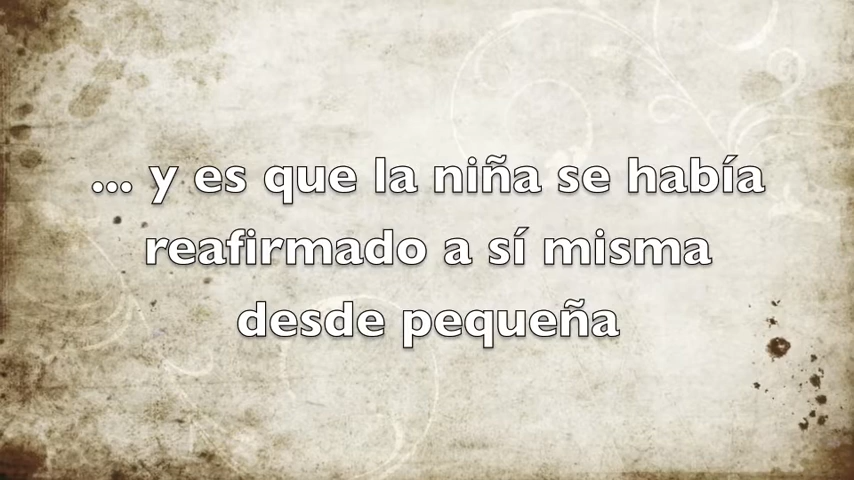 ... y es que la niña se había
reafirmado a sí misma
desde pequeña